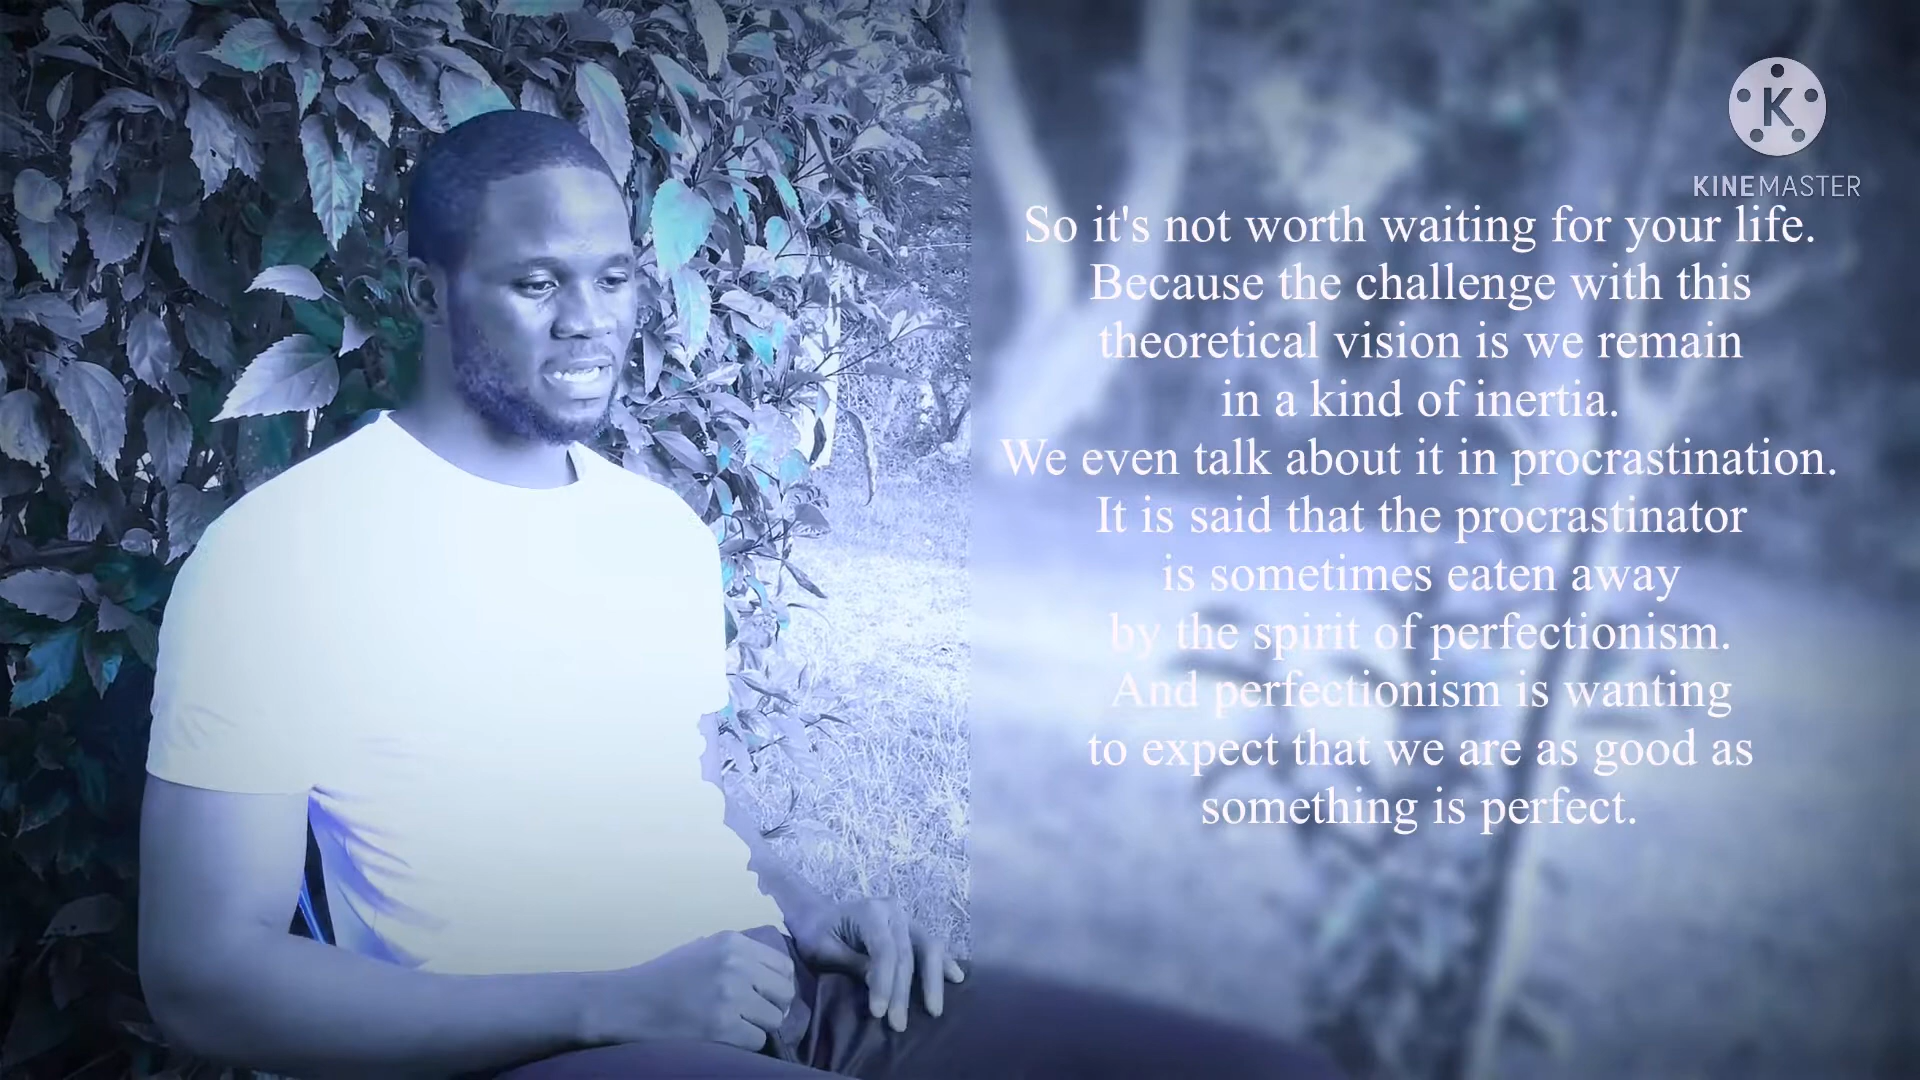 K
KINEMASTER
So it's not worth waiting for your life.
Because the challenge with this
theoretical vision is we remain
in a kind of inertia.
We even talk about it in procrastination.
It is said that the procrastinator
is sometimes eaten away
by the spirit of perfectionism.
And perfectionism is wanting
to expect that we are as good as
something is perfect.